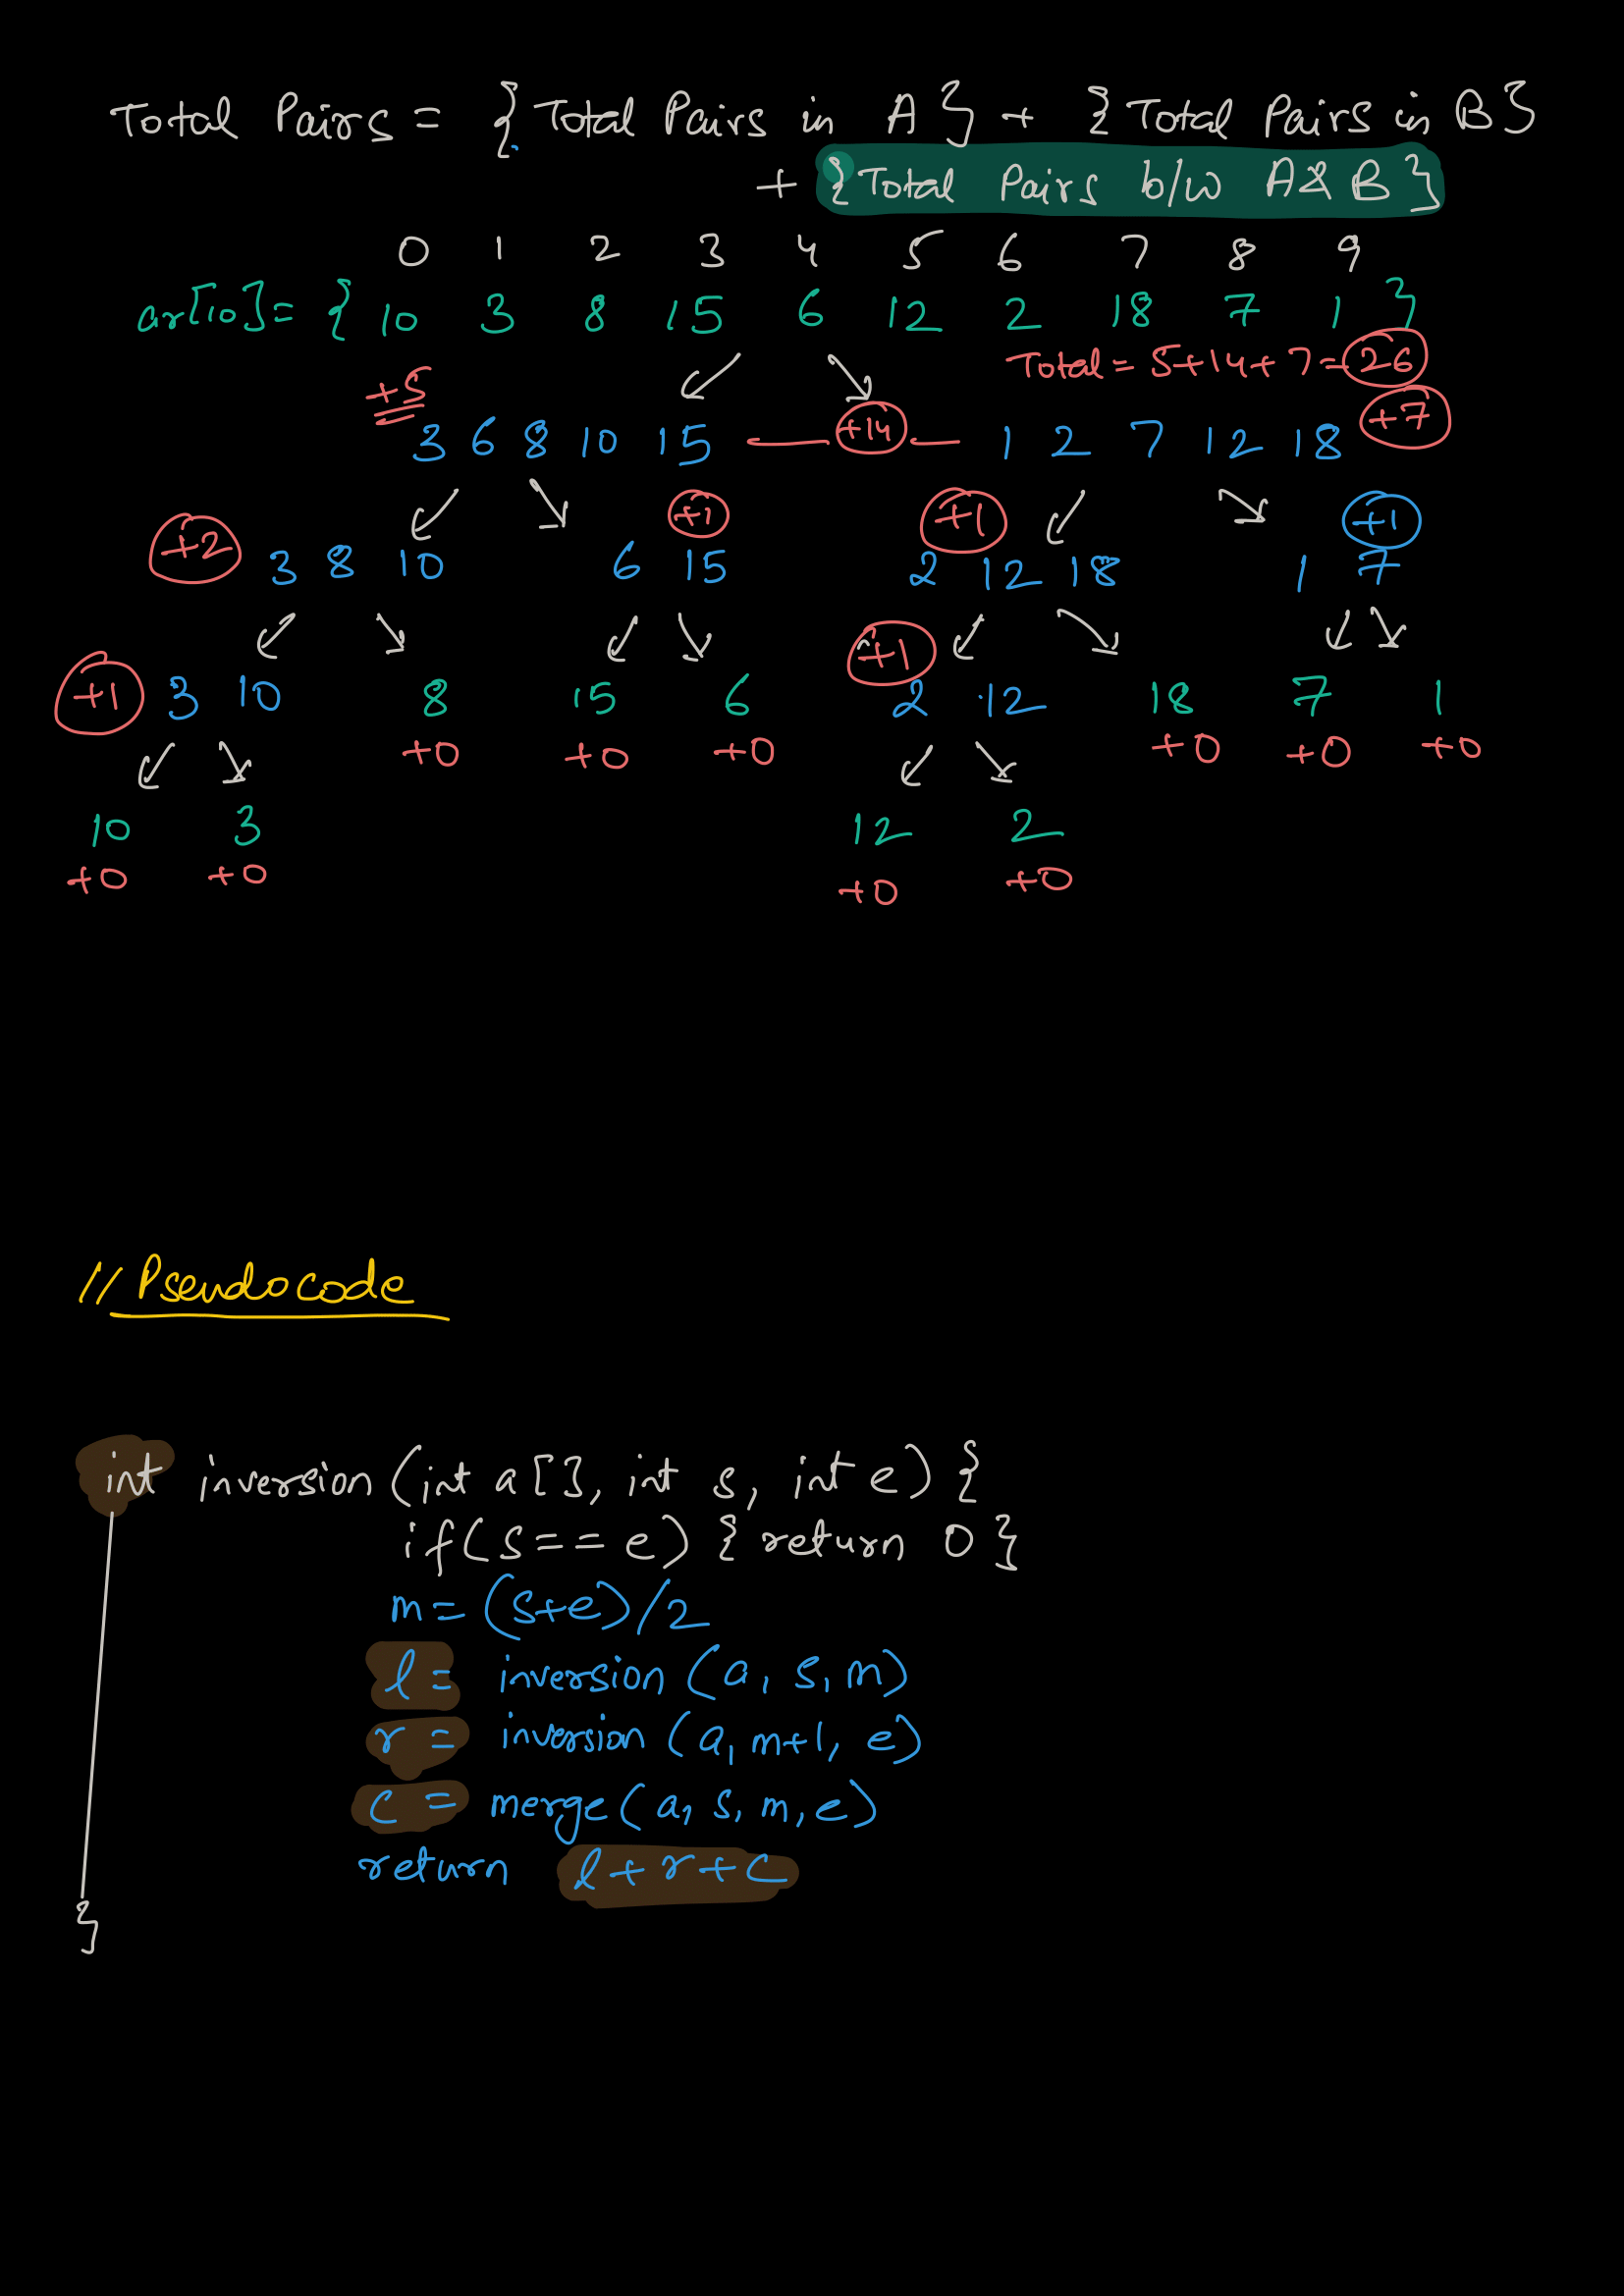 Total Pairs = {Total Pairs in A} + {Total Pairs in B}
+ {Total Pairs b/w A & B}
0 1 2 3 4 5 6 7 8 9
ar[10] = { 10 3 8 15 6 12 2 18 7 1 }
Total = 5+14+7 = 26
+5
3 6 8 10 15 +14 1 2 7 12 18 +7
+2 +1 +1 +1
3 8 10 6 15 2 12 18 1 7
+1
+1 3 10 8 15 6 2 12 18 7 1
+0 +0 +0 +0 +0 +0
10 3 12 2
+0 +0 +0 +0
// Pseudocode
int inversion(int a[], int s, int e) {
if(s == e) { return 0 }
m = (s+e)/2
l = inversion(a, s, m)
r = inversion(a, m+1, e)
c = merge(a, s, m, e)
return l+r+c
}